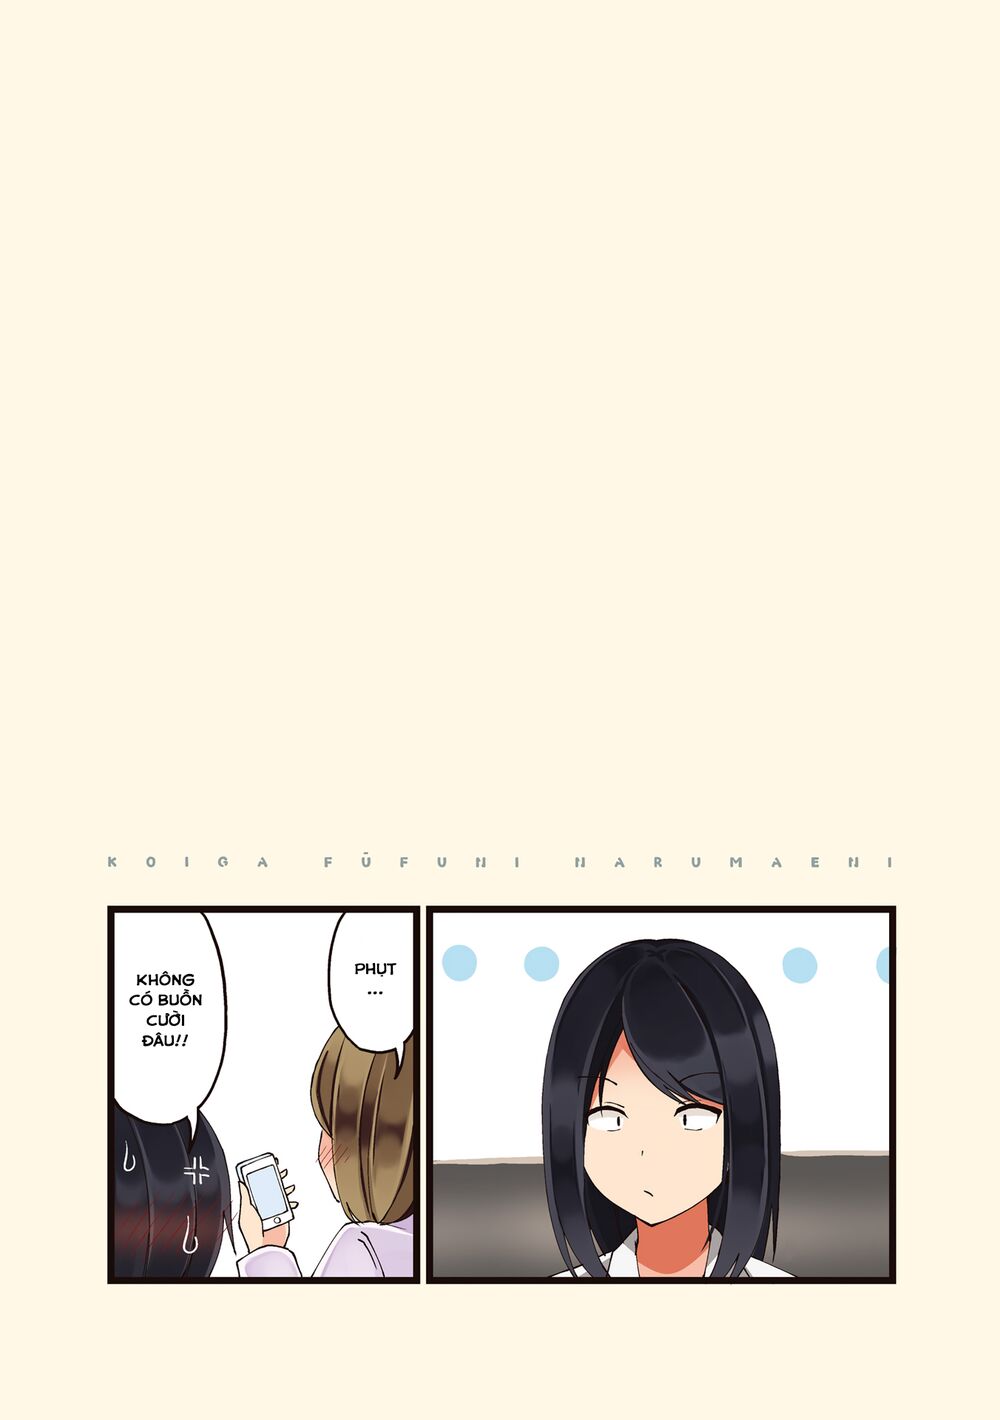 KOIGA FŪFUNI NARUMAENI
KHÔNG
CÓ BUỒN
CƯỜI
ĐÂU!!
PHỤT
...